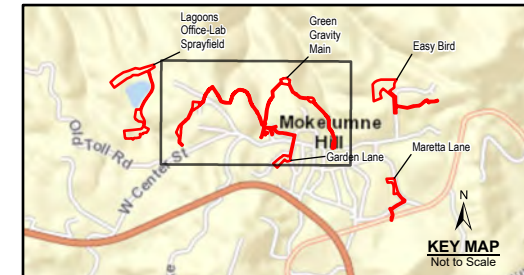 Lagoons
Office-Lab
Sprayfield
Green
Gravity
Main
Easy Bird
Mokelumne
Hill
Old Toll Rd
W Center St
Garden Lane
Maretta Lane
N
KEY MAP
Not to Scale